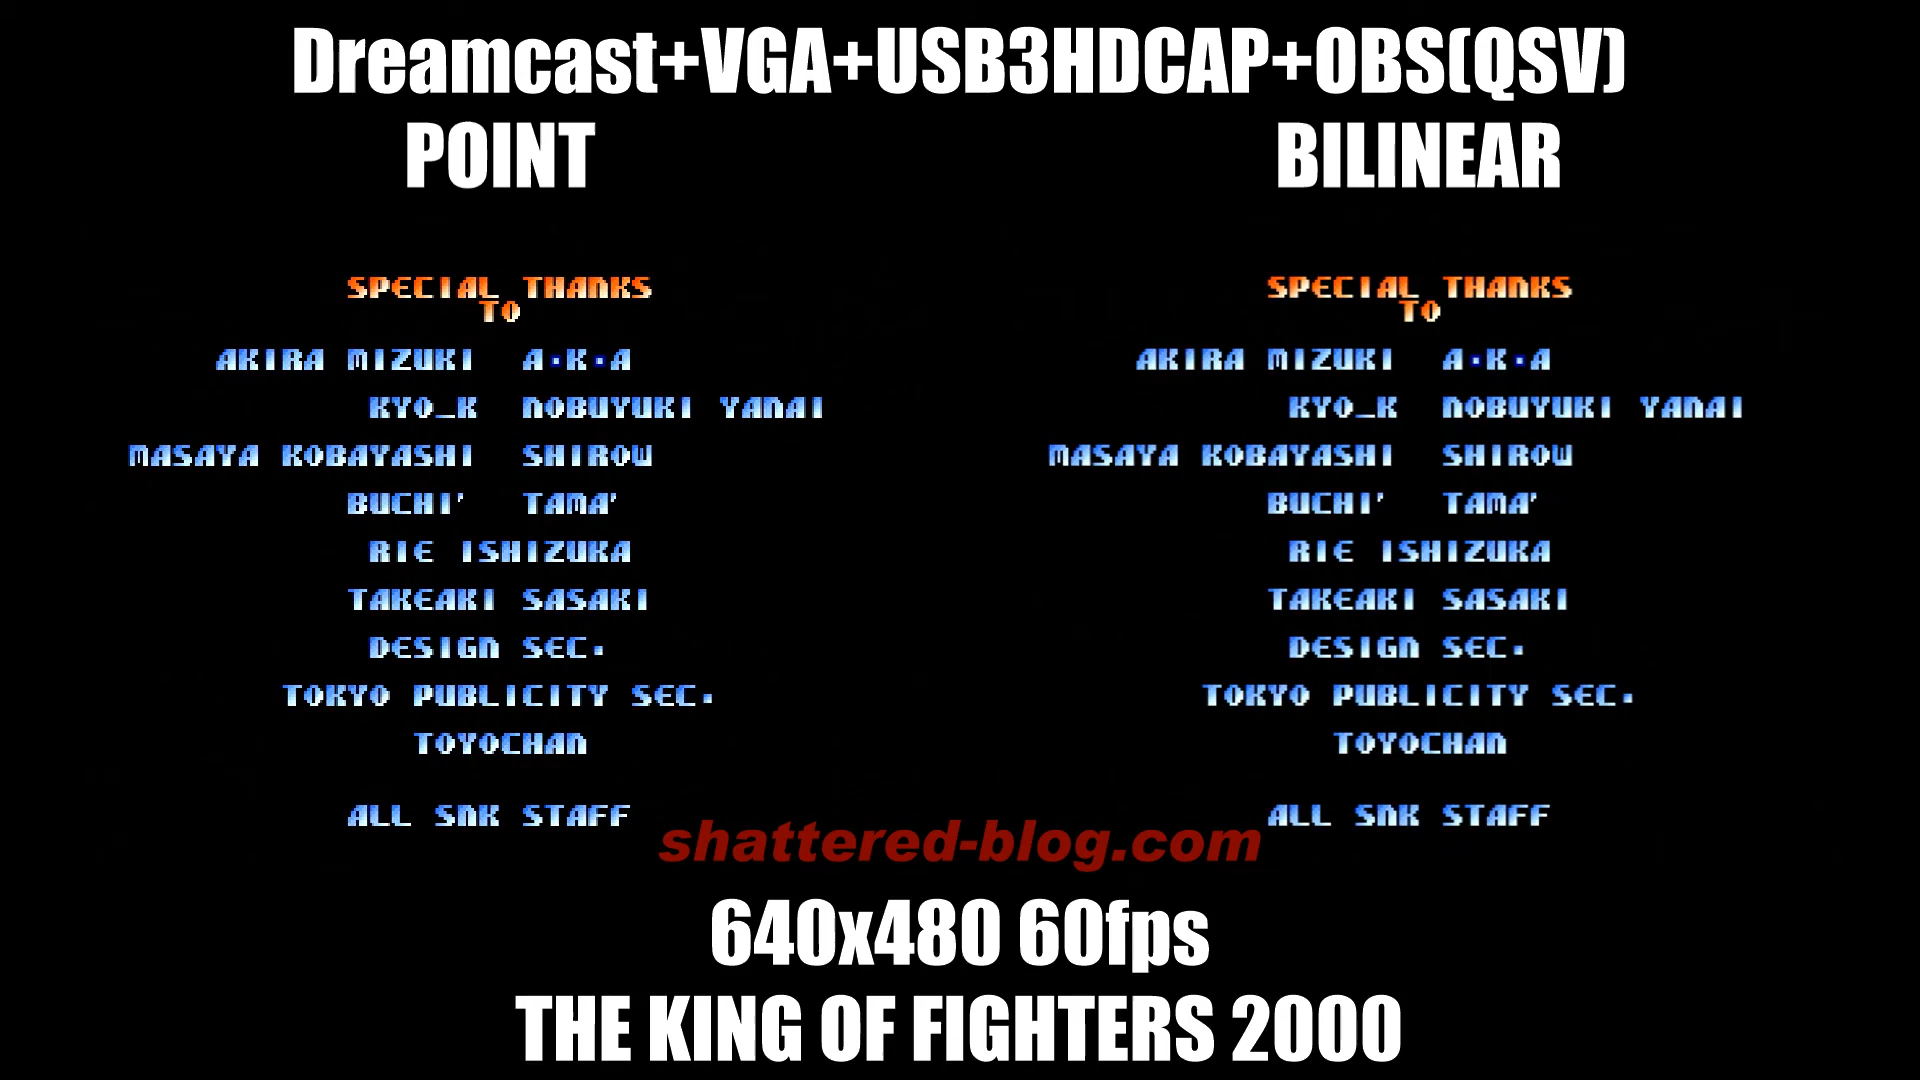 Dreamcast+VGA+USB3HDCAP+OBS(QSV)
POINT
BILINEAR
SPECIAL THANKS
TO
AKIRA MIZUKI A·K·A
KYO_K NOBUYUKI YANAI
MASAYA KOBAYASHI SHIROW
BUCHI' TAMA'
RIE ISHIZUKA
TAKEAKI SASAKI
DESIGN SEC.
TOKYO PUBLICITY SEC.
TOYOCHAN
ALL SNK STAFF
SPECIAL THANKS
TO
AKIRA MIZUKI A·K·A
KYO_K NOBUYUKI YANAI
MASAYA KOBAYASHI SHIROW
BUCHI' TAMA'
RIE ISHIZUKA
TAKEAKI SASAKI
DESIGN SEC.
TOKYO PUBLICITY SEC.
TOYOCHAN
ALL SNK STAFF
shattered-blog.com
640x480 60fps
THE KING OF FIGHTERS 2000